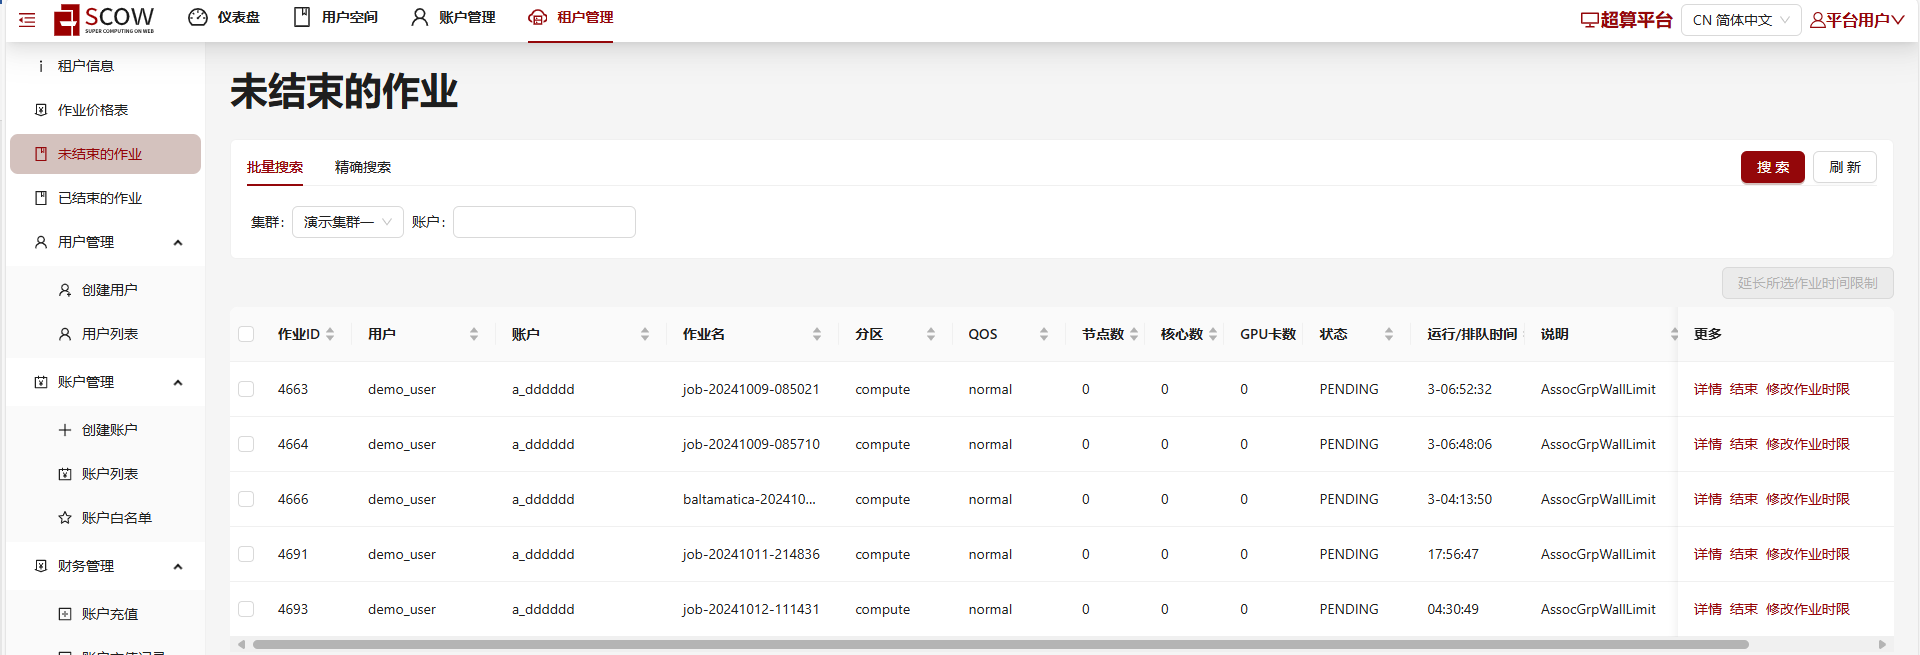 SCOW
SUPER COMPUTING ON WEB
仪表盘
用户空间
账户管理
租户管理
超算平台
CN 简体中文
平台用户
租户信息
作业价格表
未结束的作业
已结束的作业
用户管理
创建用户
用户列表
账户管理
创建账户
账户列表
账户白名单
财务管理
账户充值
未结束的作业
批量搜索 精确搜索
搜 索 刷 新
集群: 演示集群一 账户:
延长所选作业时间限制
作业ID 用户 账户 作业名 分区 QOS 节点数 核心数 GPU卡数 状态 运行/排队时间 说明 更多
4663 demo_user a_dddddd job-20241009-085021 compute normal 0 0 0 PENDING 3-06:52:32 AssocGrpWallLimit 详情 结束 修改作业时限
4664 demo_user a_dddddd job-20241009-085710 compute normal 0 0 0 PENDING 3-06:48:06 AssocGrpWallLimit 详情 结束 修改作业时限
4666 demo_user a_dddddd baltamatica-202410... compute normal 0 0 0 PENDING 3-04:13:50 AssocGrpWallLimit 详情 结束 修改作业时限
4691 demo_user a_dddddd job-20241011-214836 compute normal 0 0 0 PENDING 17:56:47 AssocGrpWallLimit 详情 结束 修改作业时限
4693 demo_user a_dddddd job-20241012-111431 compute normal 0 0 0 PENDING 04:30:49 AssocGrpWallLimit 详情 结束 修改作业时限